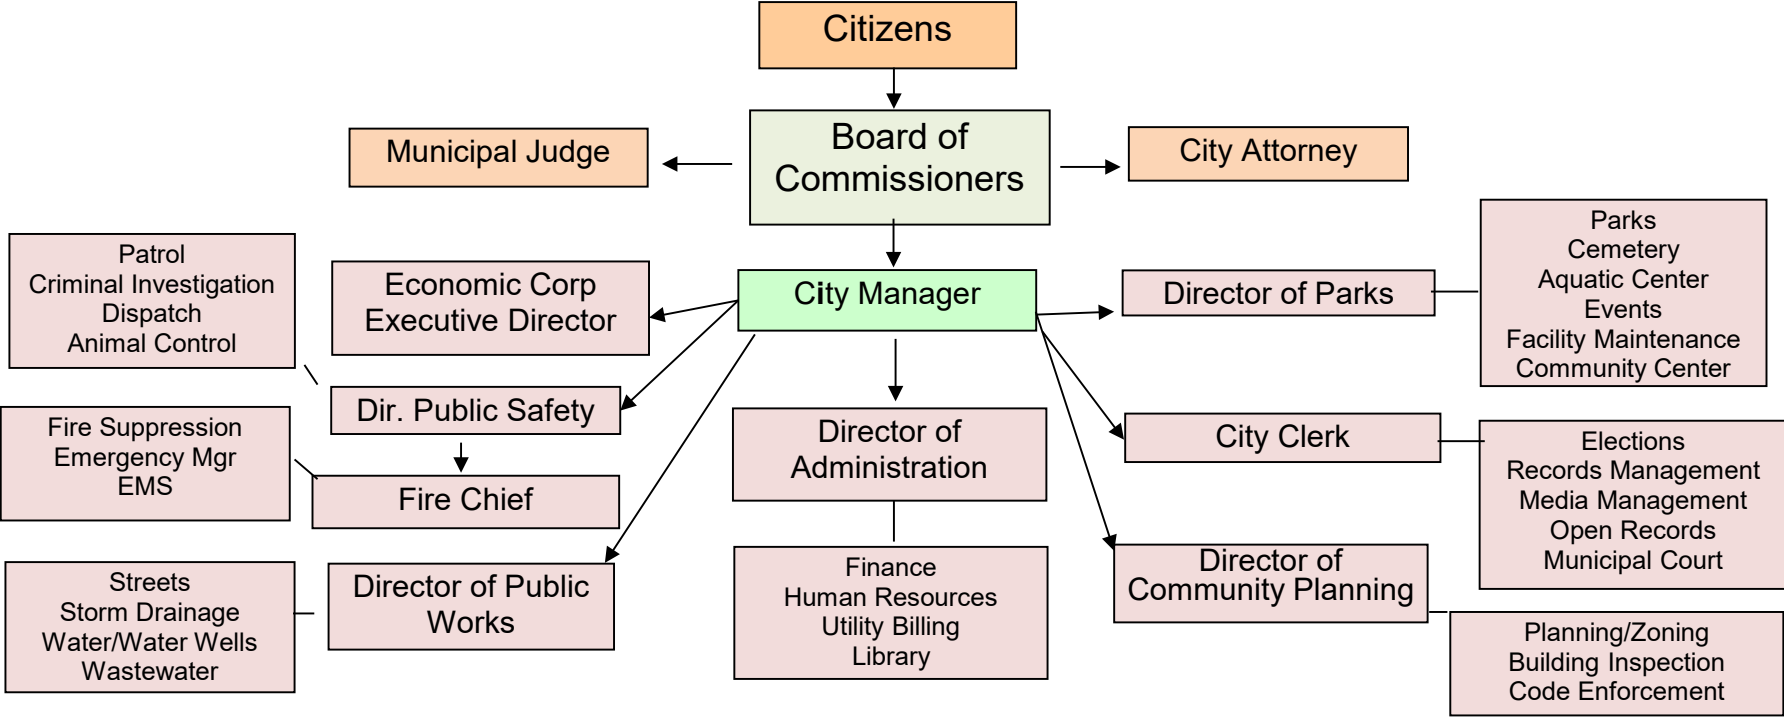 Citizens
Board of
Commissioners
Municipal Judge
City Attorney
Patrol
Criminal Investigation
Dispatch
Animal Control
Economic Corp
Executive Director
City Manager
Director of Parks
Parks
Cemetery
Aquatic Center
Events
Facility Maintenance
Community Center
Dir. Public Safety
Fire Suppression
Emergency Mgr
EMS
Fire Chief
Director of
Administration
City Clerk
Elections
Records Management
Media Management
Open Records
Municipal Court
Streets
Storm Drainage
Water/Water Wells
Wastewater
Director of Public
Works
Finance
Human Resources
Utility Billing
Library
Director of
Community Planning
Planning/Zoning
Building Inspection
Code Enforcement